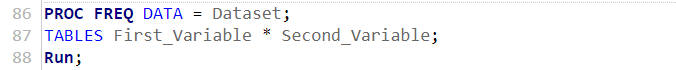 86 PROC FREQ DATA = Dataset;
87 TABLES First_Variable * Second_Variable;
88 Run;